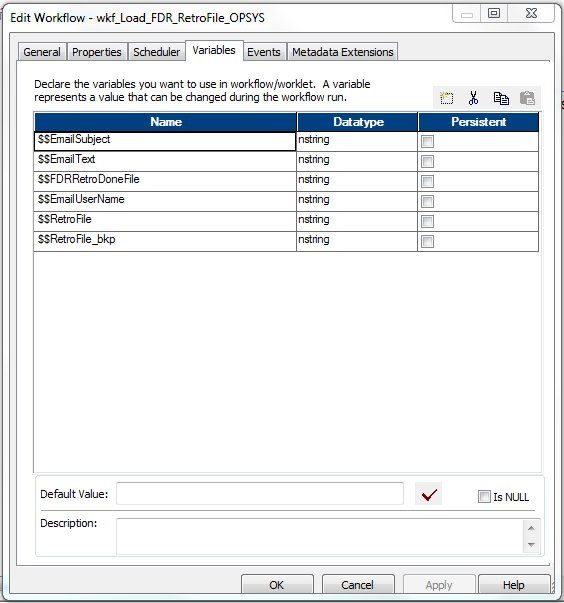 Edit Workflow - wkf_Load_FDR_RetroFile_OPSYS
General Properties Scheduler Variables Events Metadata Extensions
Declare the variables you want to use in workflow/worklet. A variable
represents a value that can be changed during the workflow run.
Name Datatype Persistent
$$EmailSubject nstring
$$EmailText nstring
$$FDRRetroDoneFile nstring
$$EmailUserName nstring
$$RetroFile nstring
$$RetroFile_bkp nstring
Default Value: Is NULL
Description:
OK Cancel Apply Help